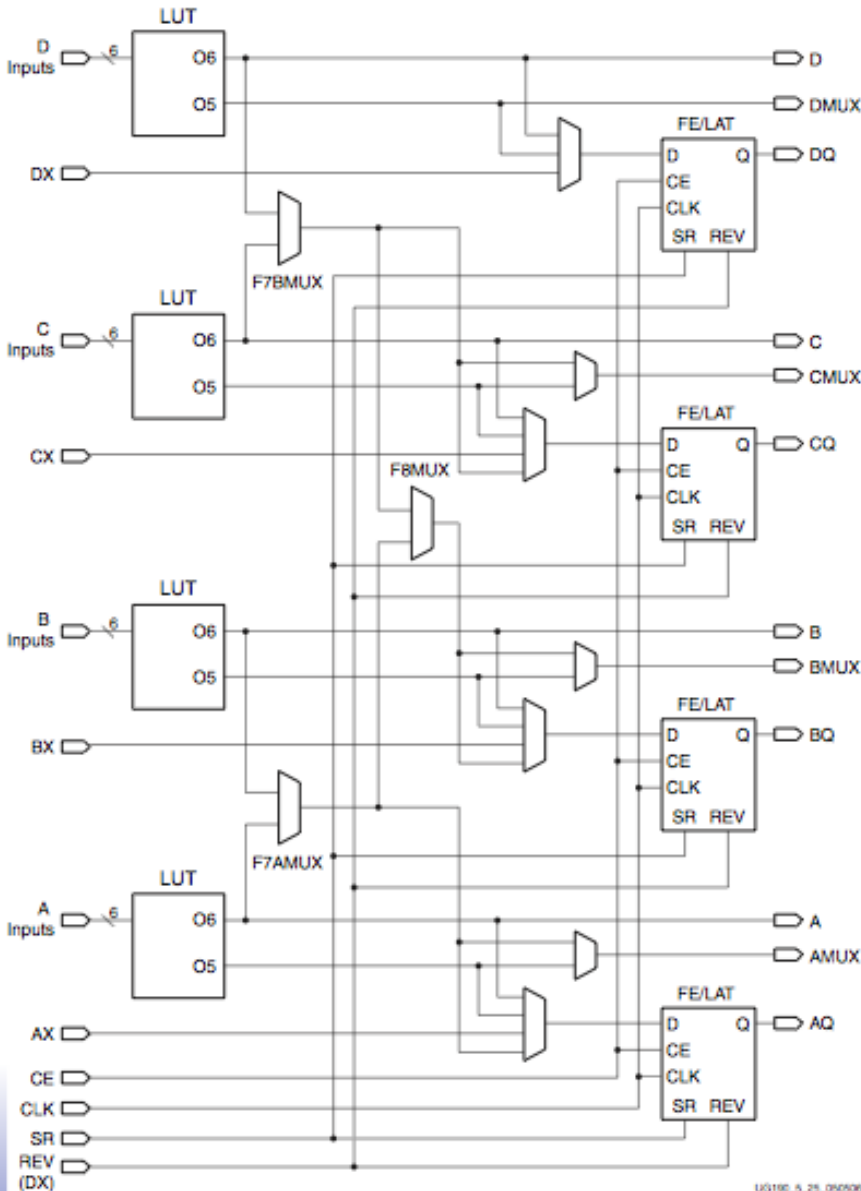 LUT
D
Inputs
6
O6
O5
D
DMUX
FE/LAT
D
Q
CE
CLK
SR REV
DQ
DX
F7BMUX
LUT
C
Inputs
6
O6
O5
C
CMUX
FE/LAT
D
Q
CE
CLK
SR REV
CQ
CX
F8MUX
LUT
B
Inputs
6
O6
O5
B
BMUX
FE/LAT
D
Q
CE
CLK
SR REV
BQ
BX
F7AMUX
LUT
A
Inputs
6
O6
O5
A
AMUX
FE/LAT
D
Q
CE
CLK
SR REV
AQ
AX
CE
CLK
SR
REV
(DX)
UG190_5_25_050506